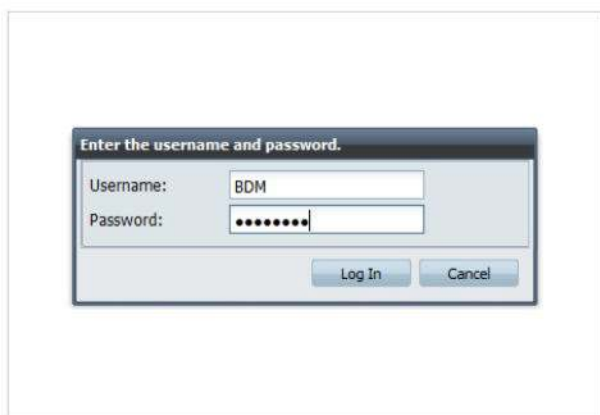 Enter the username and password.
Username: BDM
Password: ●●●●●●●●
Log In Cancel